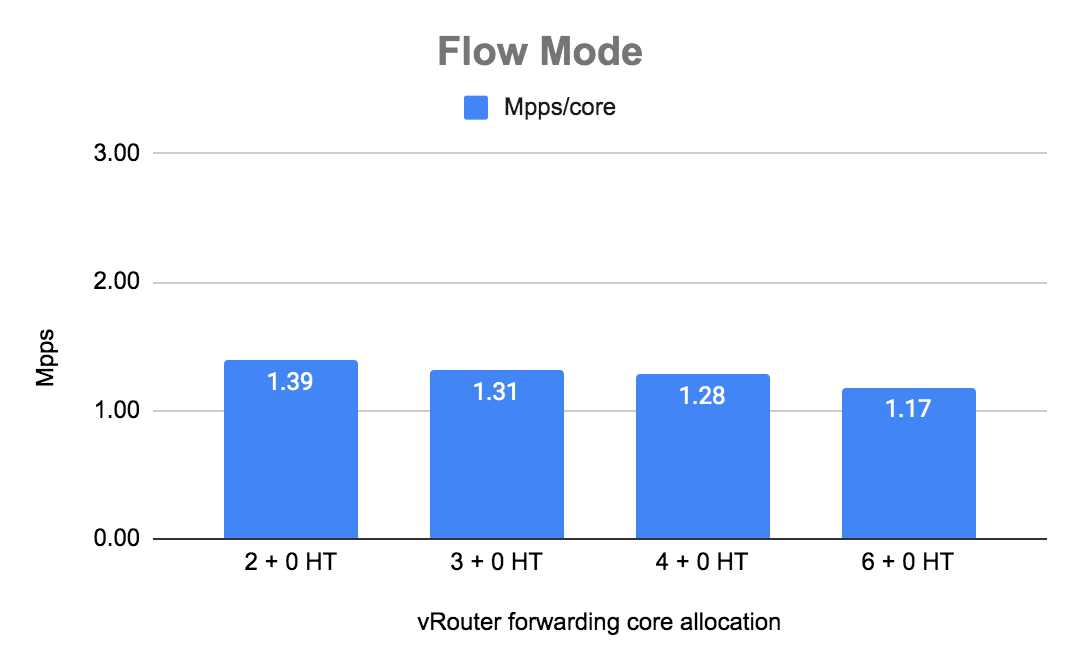 Flow Mode
Mpps/core
3.00
2.00
1.00
0.00
Mpps
1.39
1.31
1.28
1.17
2 + 0 HT
3 + 0 HT
4 + 0 HT
6 + 0 HT
vRouter forwarding core allocation